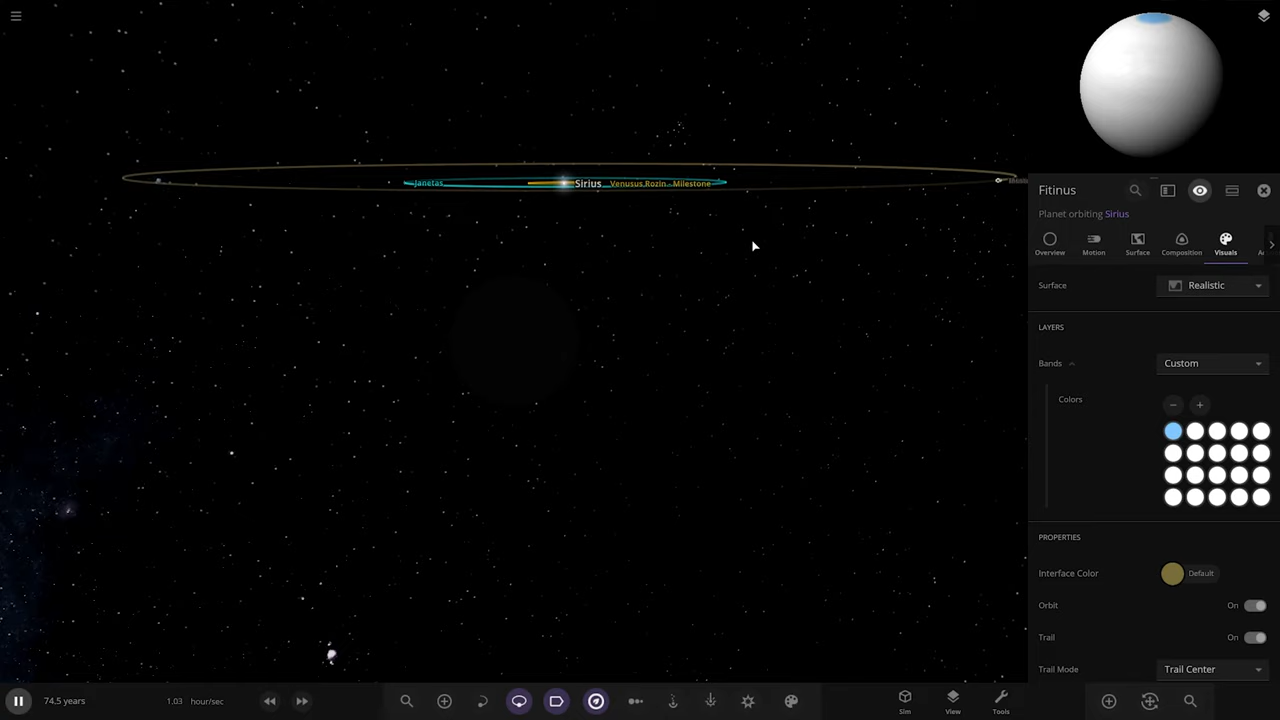 Janetas
Sirius
Venusus Rozin - Milestone
Fitinus
Planet orbiting Sirius
Overview
Motion
Surface
Composition
Visuals
Surface
Realistic
LAYERS
Bands
Custom
Colors
PROPERTIES
Interface Color
Default
Orbit
On
Trail
On
Trail Mode
Trail Center
74.5 years
1.03 hour/sec
Sim
View
Tools